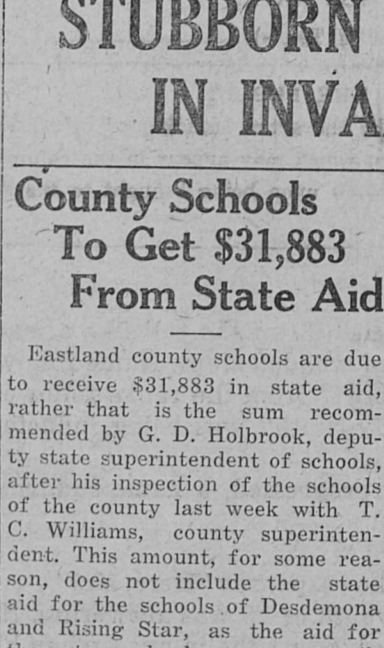 STUBBORN
IN INVA
County Schools
To Get $31,883
From State Aid
Eastland county schools are due
to receive $31,883 in state aid,
rather that is the sum recom-
mended by G. D. Holbrook, depu-
ty state superintendent of schools,
after his inspection of the schools
of the county last week with T.
C. Williams, county superinten-
dent. This amount, for some rea-
son, does not include the state
aid for the schools of Desdemona
and Rising Star, as the aid for